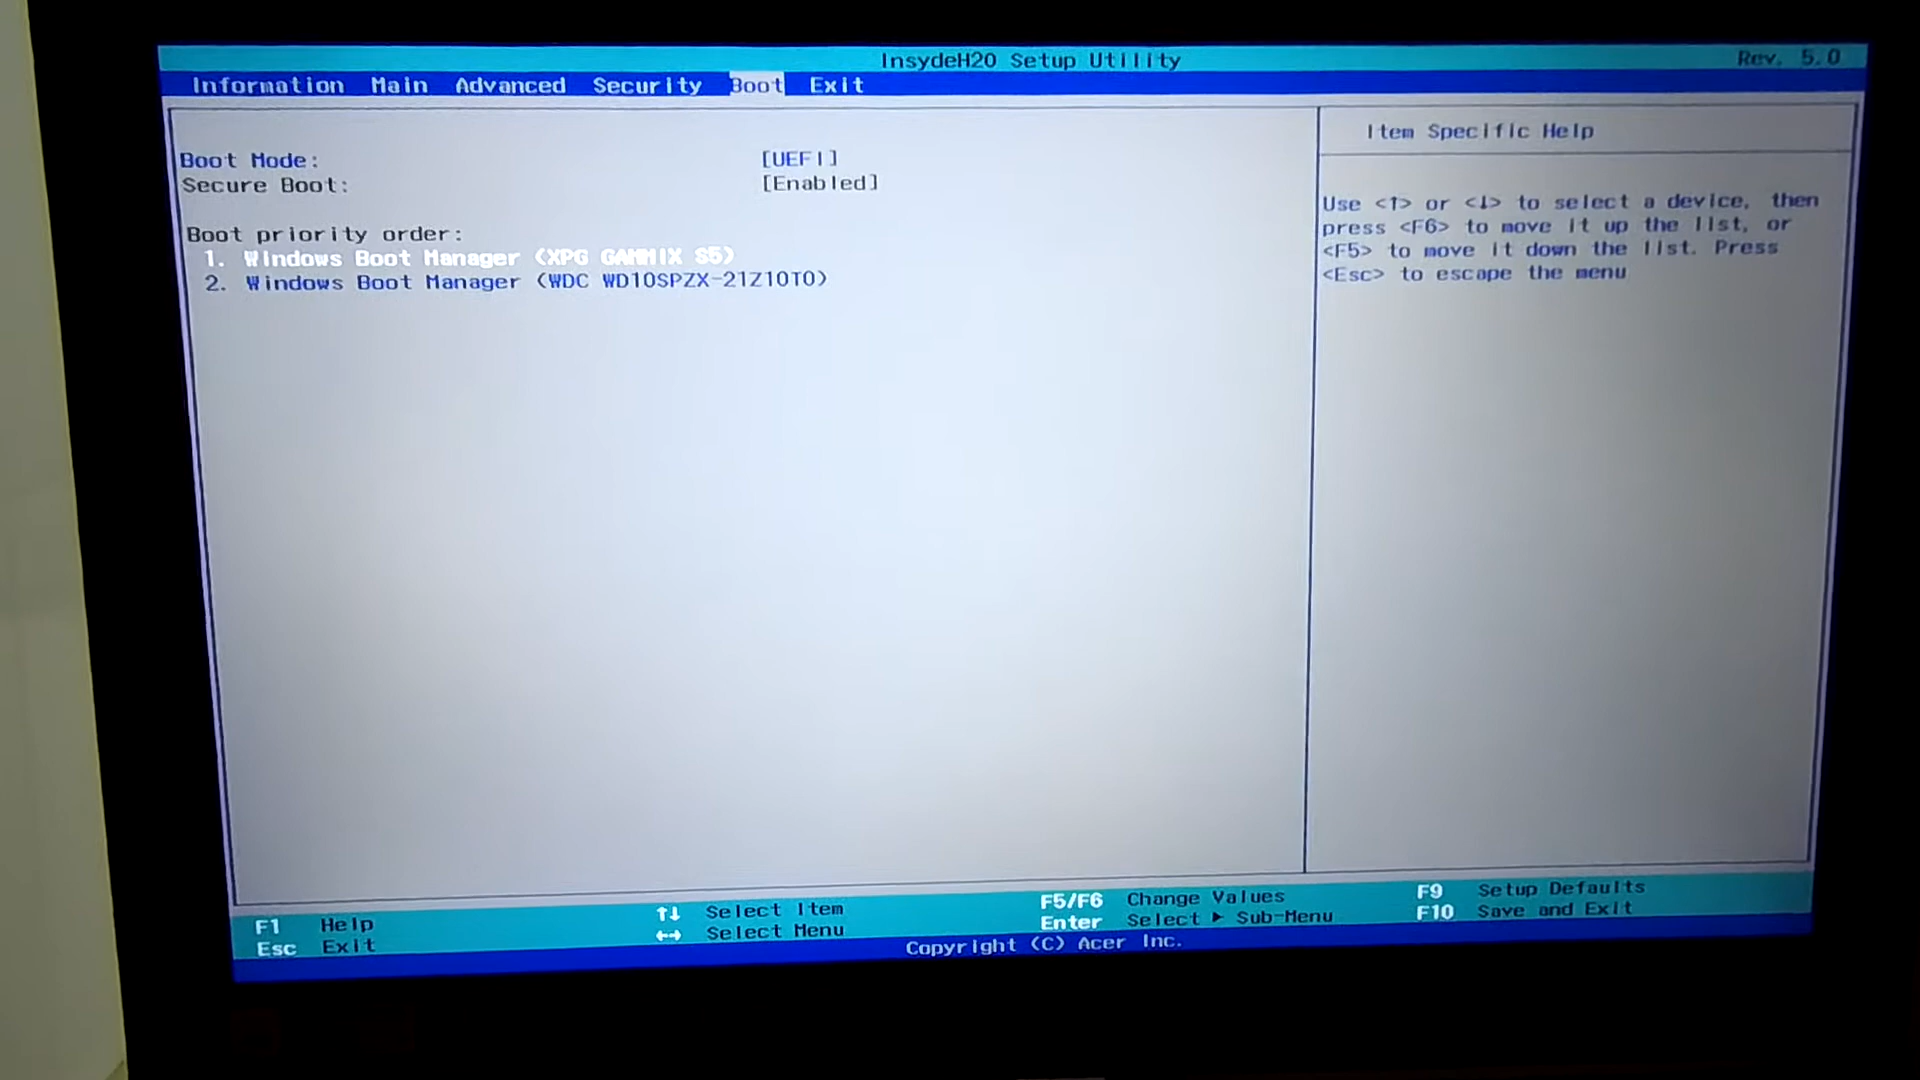 InsydeH20 Setup Utility
Rev. 5.0
Information Main Advanced Security Boot Exit
Boot Mode: [UEFI]
Secure Boot: [Enabled]
Boot priority order:
1. Windows Boot Manager (XPG GAMMIX S5)
2. Windows Boot Manager (WDC WD10SPZX-21Z10T0)
Item Specific Help
Use <↑> or <↓> to select a device, then
press <F6> to move it up the list, or
<F5> to move it down the list. Press
<Esc> to escape the menu
F1 Help ↑↓ Select Item F5/F6 Change Values F9 Setup Defaults
Esc Exit ←→ Select Menu Enter Select ► Sub-Menu F10 Save and Exit
Copyright (C) Acer Inc.